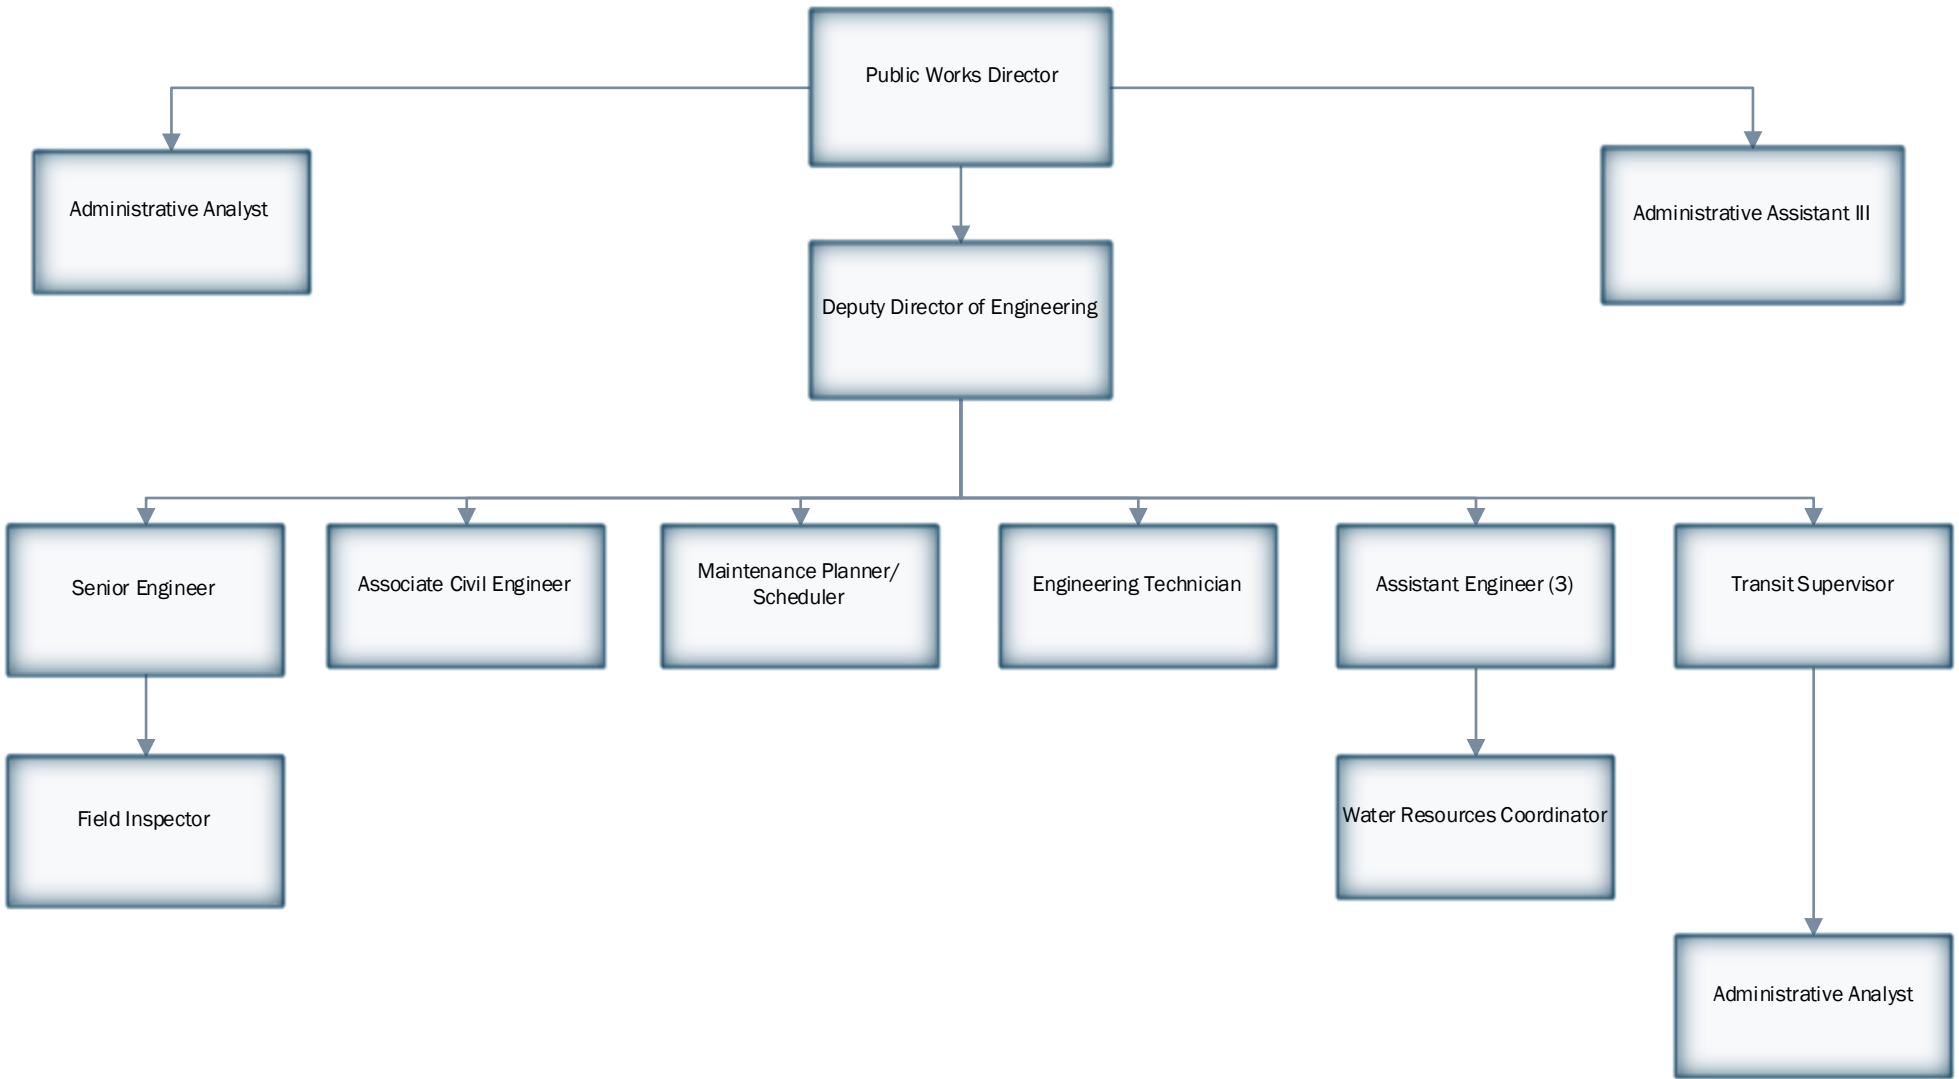 Public Works Director
Administrative Analyst
Administrative Assistant III
Deputy Director of Engineering
Senior Engineer
Associate Civil Engineer
Maintenance Planner/
Scheduler
Engineering Technician
Assistant Engineer (3)
Transit Supervisor
Field Inspector
Water Resources Coordinator
Administrative Analyst